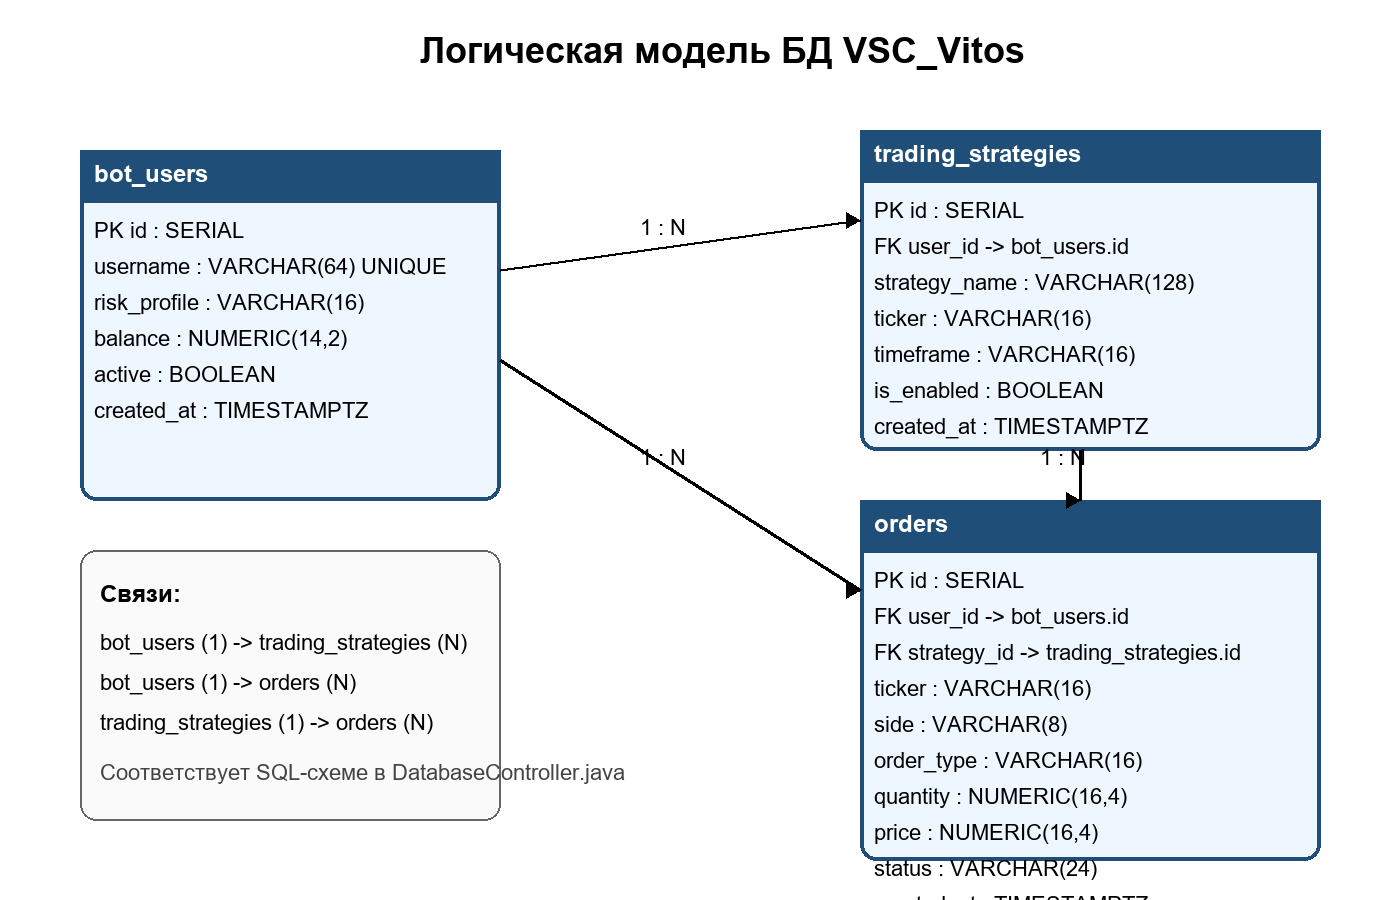 Логическая модель БД VSC_Vitos
bot_users
PK id : SERIAL
username : VARCHAR(64) UNIQUE
risk_profile : VARCHAR(16)
balance : NUMERIC(14,2)
active : BOOLEAN
created_at : TIMESTAMPTZ
1 : N
1 : N
trading_strategies
PK id : SERIAL
FK user_id -> bot_users.id
strategy_name : VARCHAR(128)
ticker : VARCHAR(16)
timeframe : VARCHAR(16)
is_enabled : BOOLEAN
created_at : TIMESTAMPTZ
1 : N
orders
PK id : SERIAL
FK user_id -> bot_users.id
FK strategy_id -> trading_strategies.id
ticker : VARCHAR(16)
side : VARCHAR(8)
order_type : VARCHAR(16)
quantity : NUMERIC(16,4)
price : NUMERIC(16,4)
status : VARCHAR(24)
Связи:
bot_users (1) -> trading_strategies (N)
bot_users (1) -> orders (N)
trading_strategies (1) -> orders (N)
Соответствует SQL-схеме в DatabaseController.java